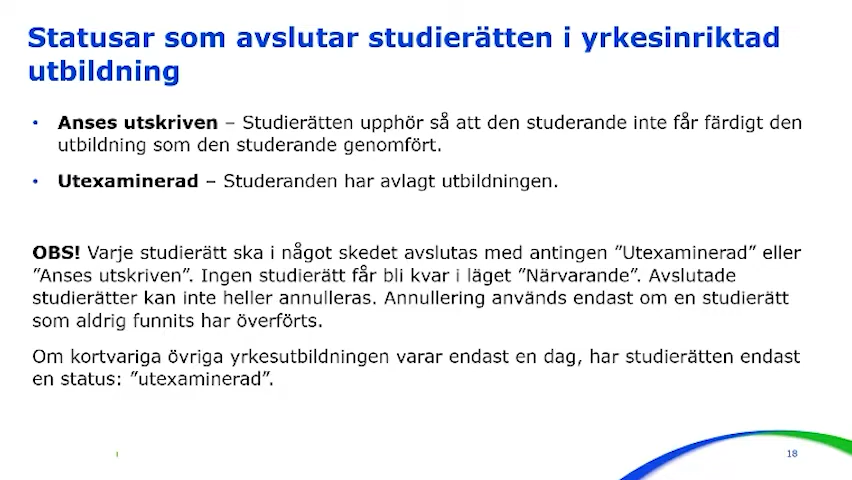 Statusar som avslutar studierätten i yrkesinriktad
utbildning
• Anses utskriven – Studierätten upphör så att den studerande inte får färdigt den
utbildning som den studerande genomfört.
• Utexaminerad – Studeranden har avlagt utbildningen.
OBS! Varje studierätt ska i något skedet avslutas med antingen ”Utexaminerad” eller
”Anses utskriven”. Ingen studierätt får bli kvar i läget ”Närvarande”. Avslutade
studierätter kan inte heller annulleras. Annullering används endast om en studierätt
som aldrig funnits har överförts.
Om kortvariga övriga yrkesutbildningen varar endast en dag, har studierätten endast
en status: ”utexaminerad”.
18